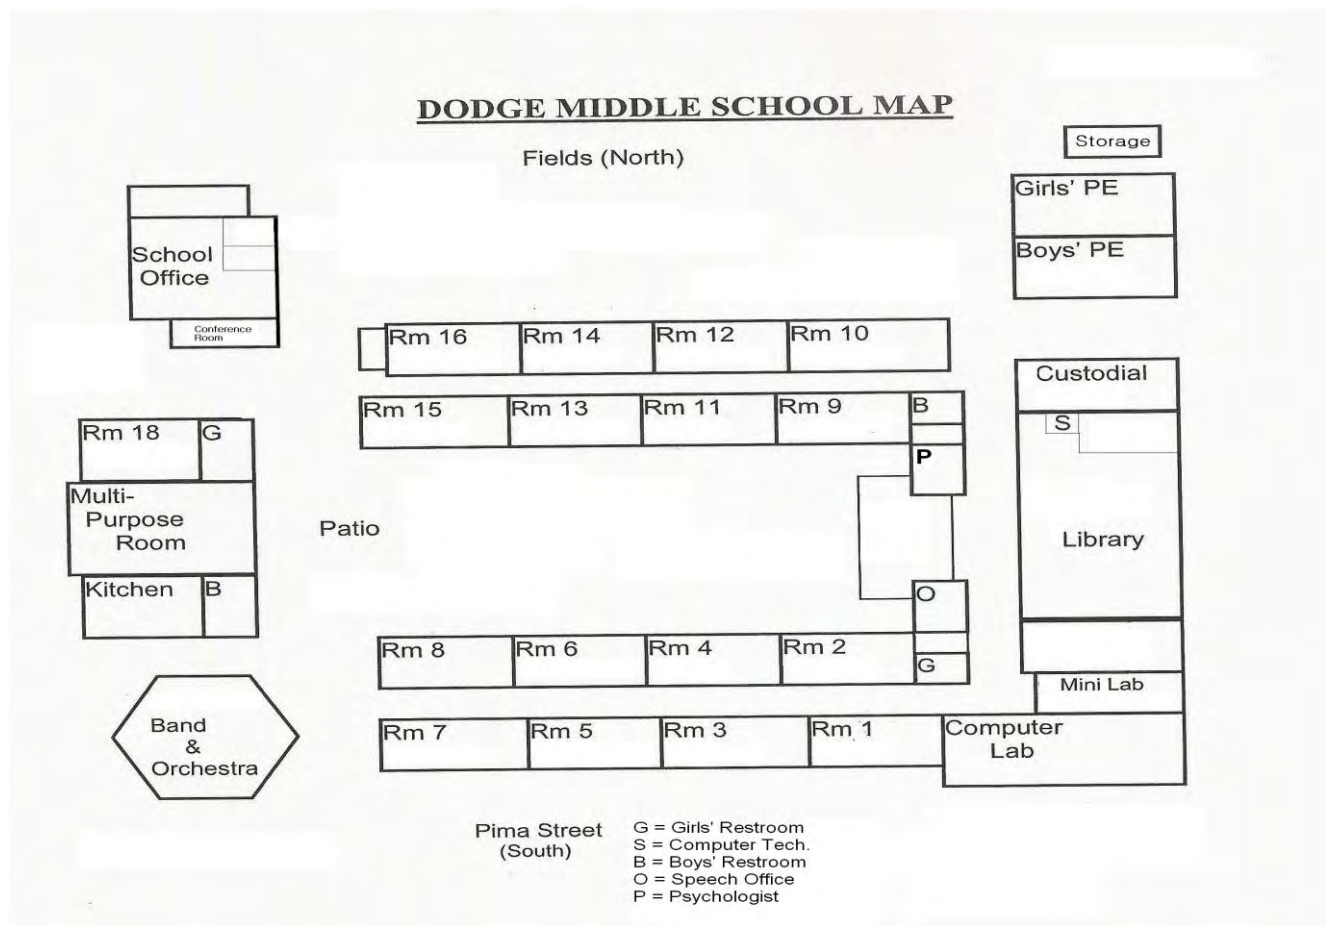 DODGE MIDDLE SCHOOL MAP
Fields (North)
Storage
Girls' PE
Boys' PE
School
Office
Conference
Room
Rm 16
Rm 14
Rm 12
Rm 10
Custodial
Rm 15
Rm 13
Rm 11
Rm 9
B
S
Rm 18
G
P
Multi-
Purpose
Room
Patio
Library
Kitchen
B
O
Rm 8
Rm 6
Rm 4
Rm 2
G
Mini Lab
Band
&
Orchestra
Rm 7
Rm 5
Rm 3
Rm 1
Computer
Lab
Pima Street
(South)
G = Girls' Restroom
S = Computer Tech.
B = Boys' Restroom
O = Speech Office
P = Psychologist